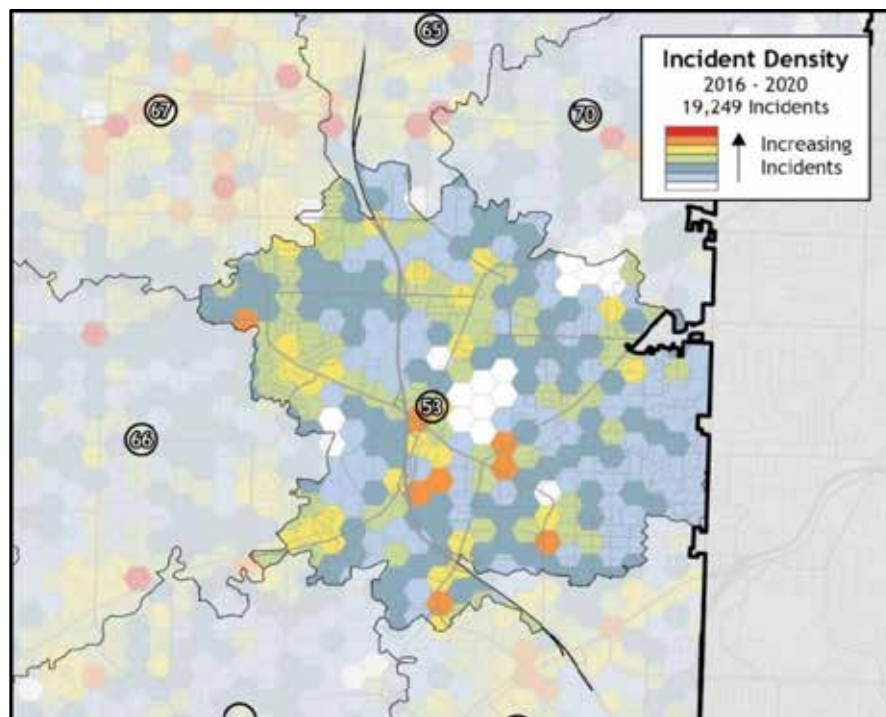 65
67
70
Incident Density
2016 - 2020
19,249 Incidents
Increasing
Incidents
53
66